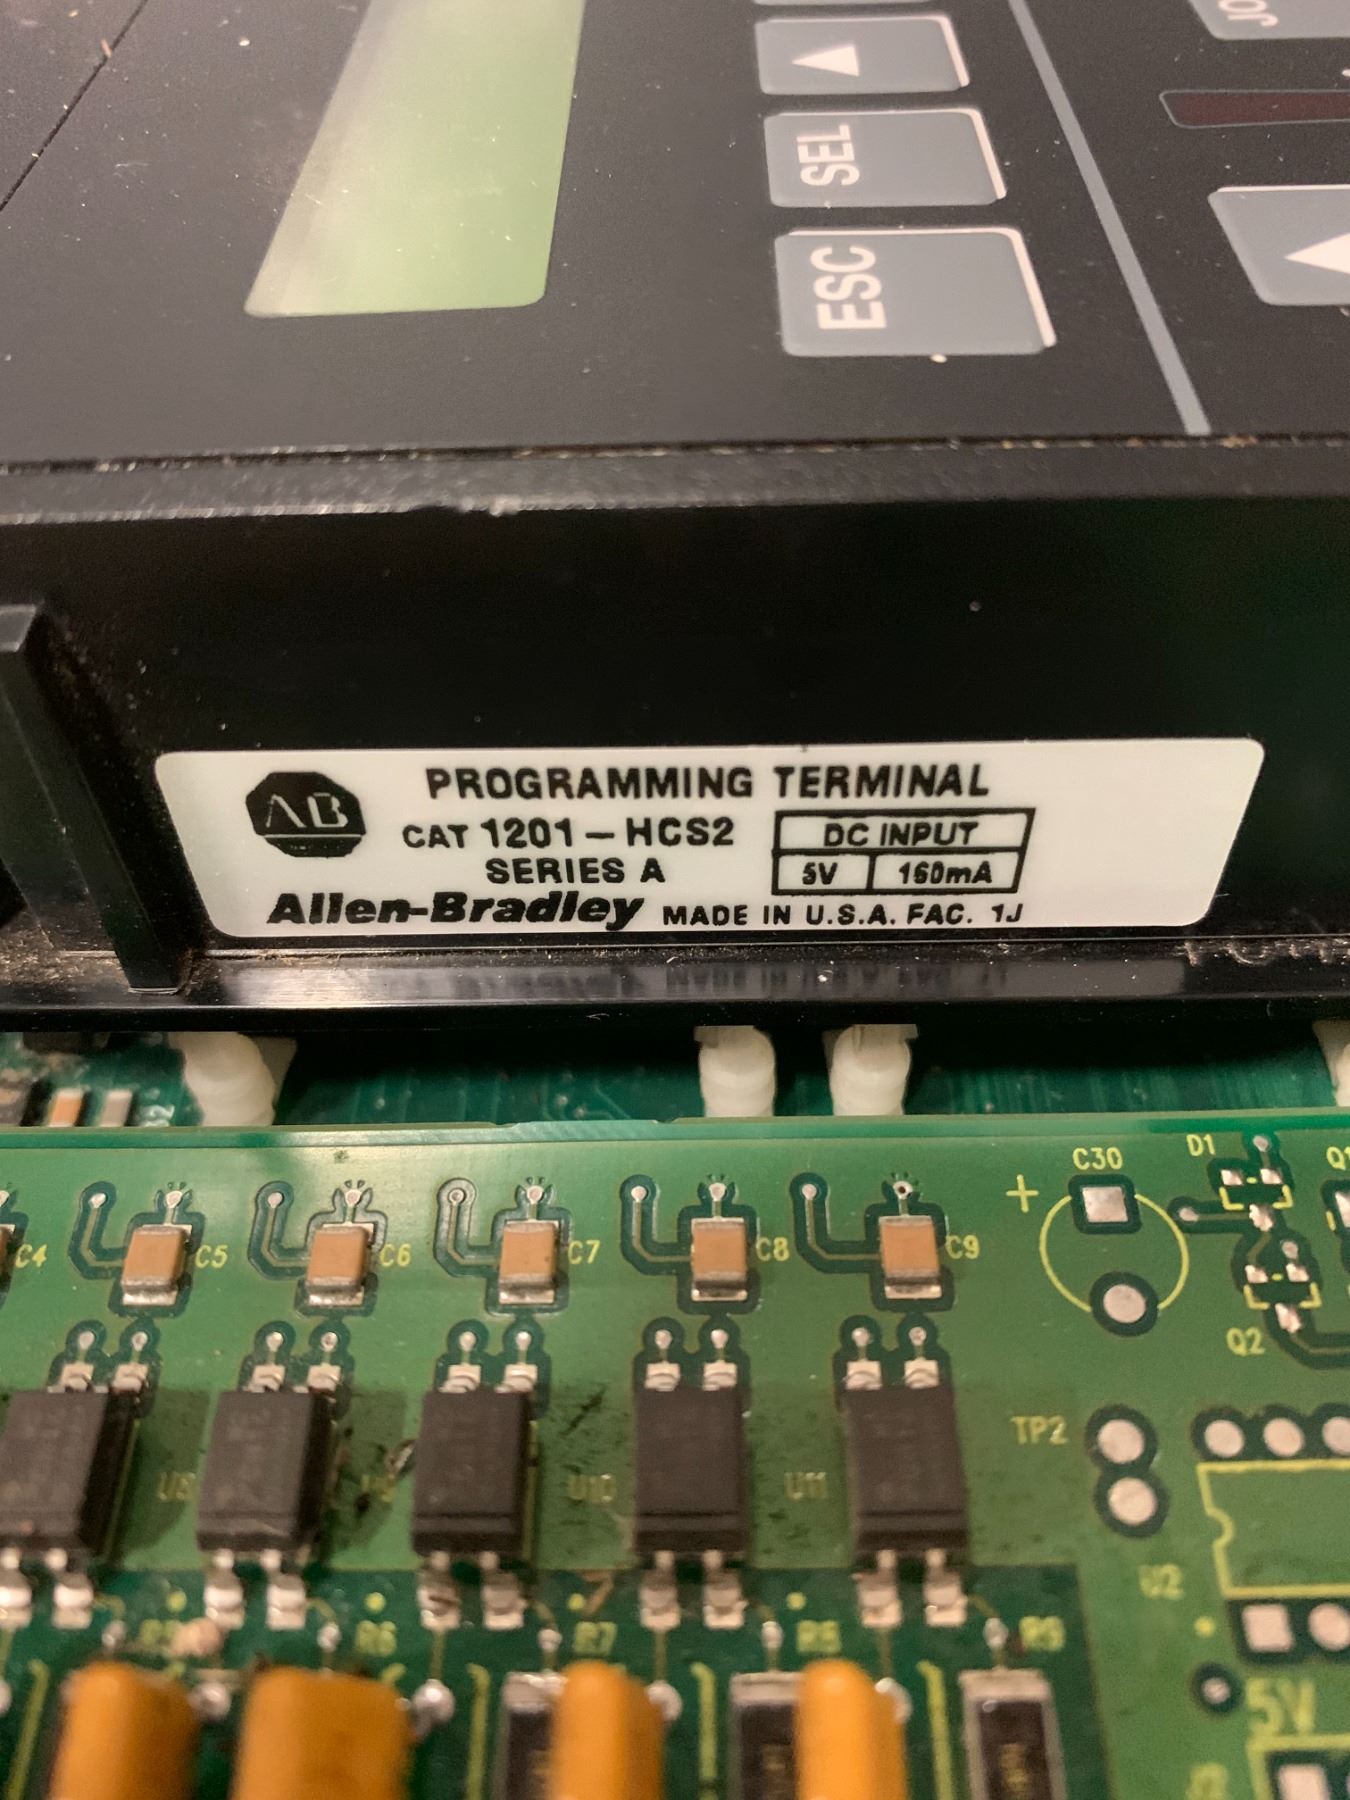 JO
SEL
ESC
AB
PROGRAMMING TERMINAL
CAT 1201-HCS2
SERIES A
DC INPUT
5V 160mA
Allen-Bradley MADE IN U.S.A. FAC. 1J
C30
D1
C4
C5
C6
C7
C8
C9
+
Q2
TP2
U10
U11
U2
R6
R7
R8
R9
5V